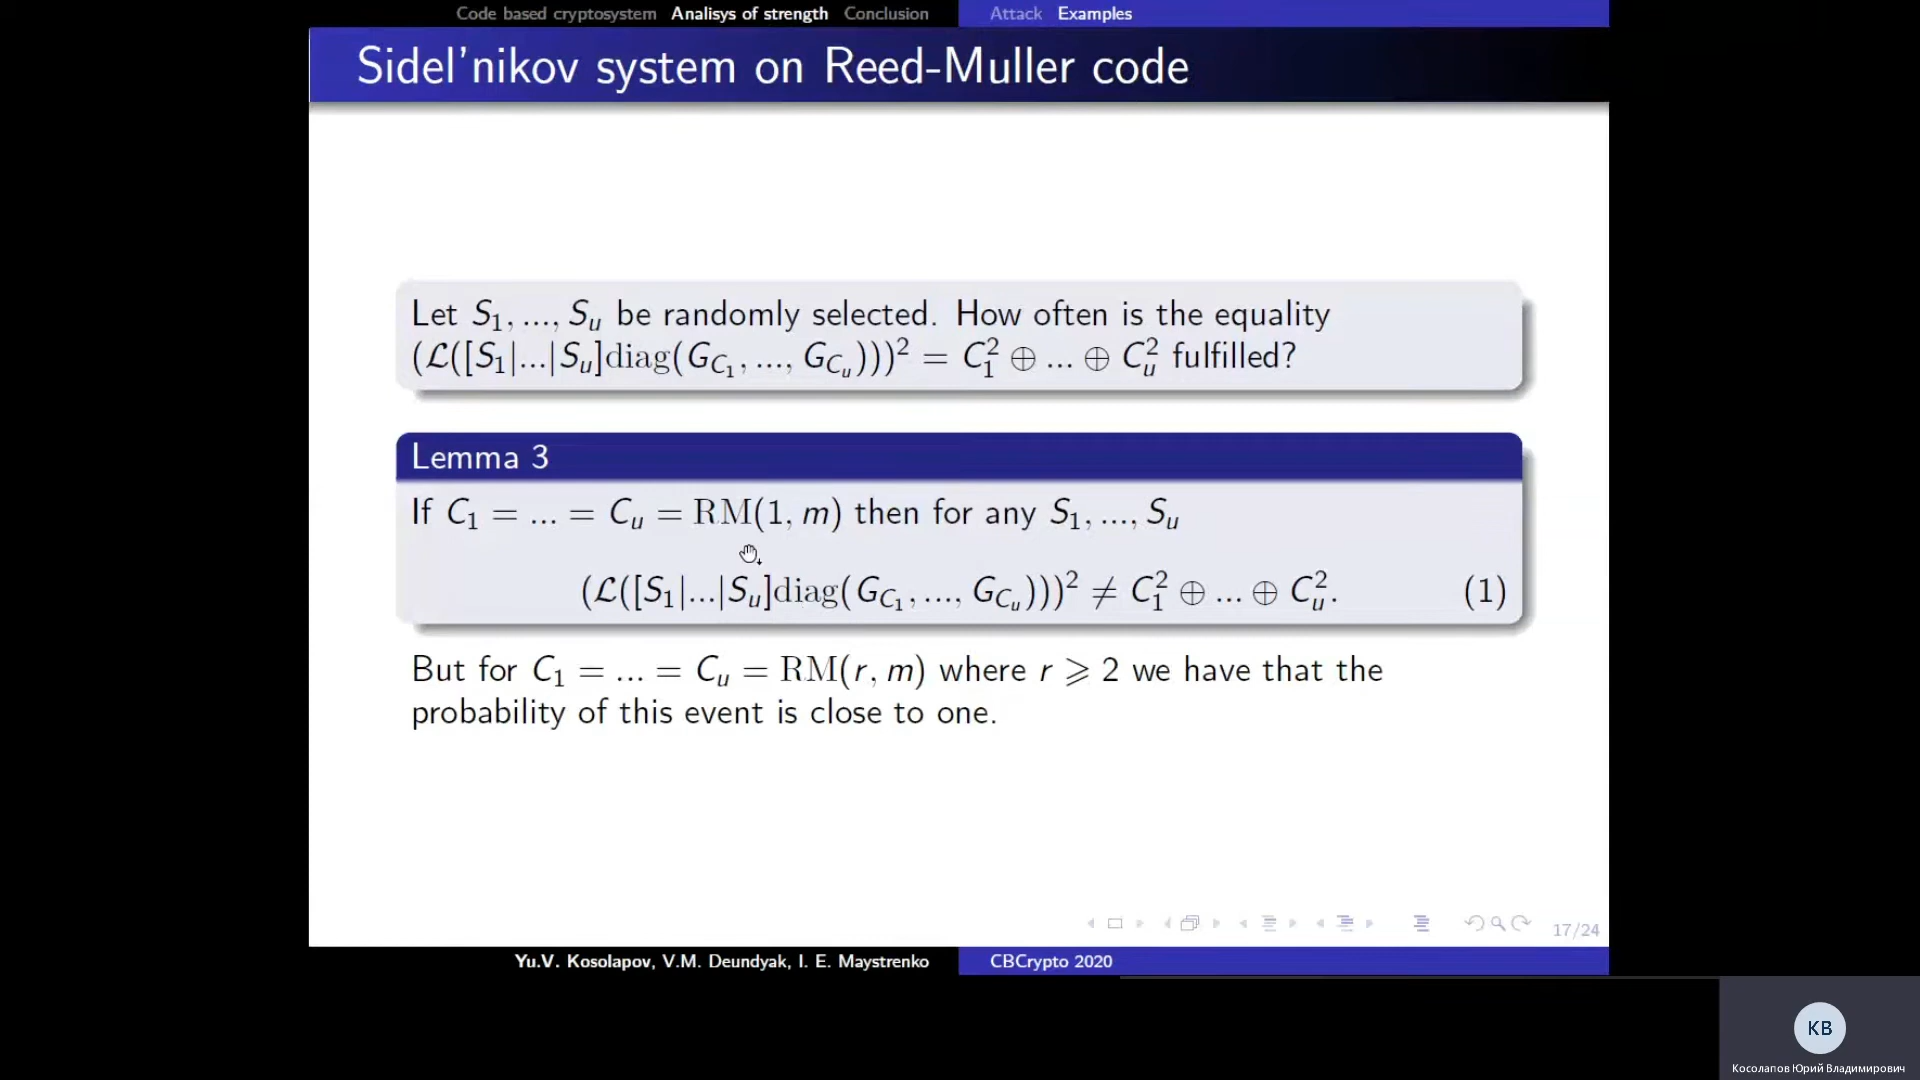 Code based cryptosystem Analisys of strength Conclusion Attack Examples
Sidel'nikov system on Reed-Muller code
Let S₁, ..., Sᵤ be randomly selected. How often is the equality
(ℒ([S₁|...|Sᵤ]diag(G_{C₁}, ..., G_{Cᵤ})))² = C₁² ⊕ ... ⊕ Cᵤ² fulfilled?
Lemma 3
If C₁ = ... = Cᵤ = RM(1, m) then for any S₁, ..., Sᵤ
(ℒ([S₁|...|Sᵤ]diag(G_{C₁}, ..., G_{Cᵤ})))² ≠ C₁² ⊕ ... ⊕ Cᵤ². (1)
But for C₁ = ... = Cᵤ = RM(r, m) where r ⩾ 2 we have that the
probability of this event is close to one.
17/24
Yu.V. Kosolapov, V.M. Deundyak, I. E. Maystrenko CBCrypto 2020
КВ
Косолапов Юрий Владимирович